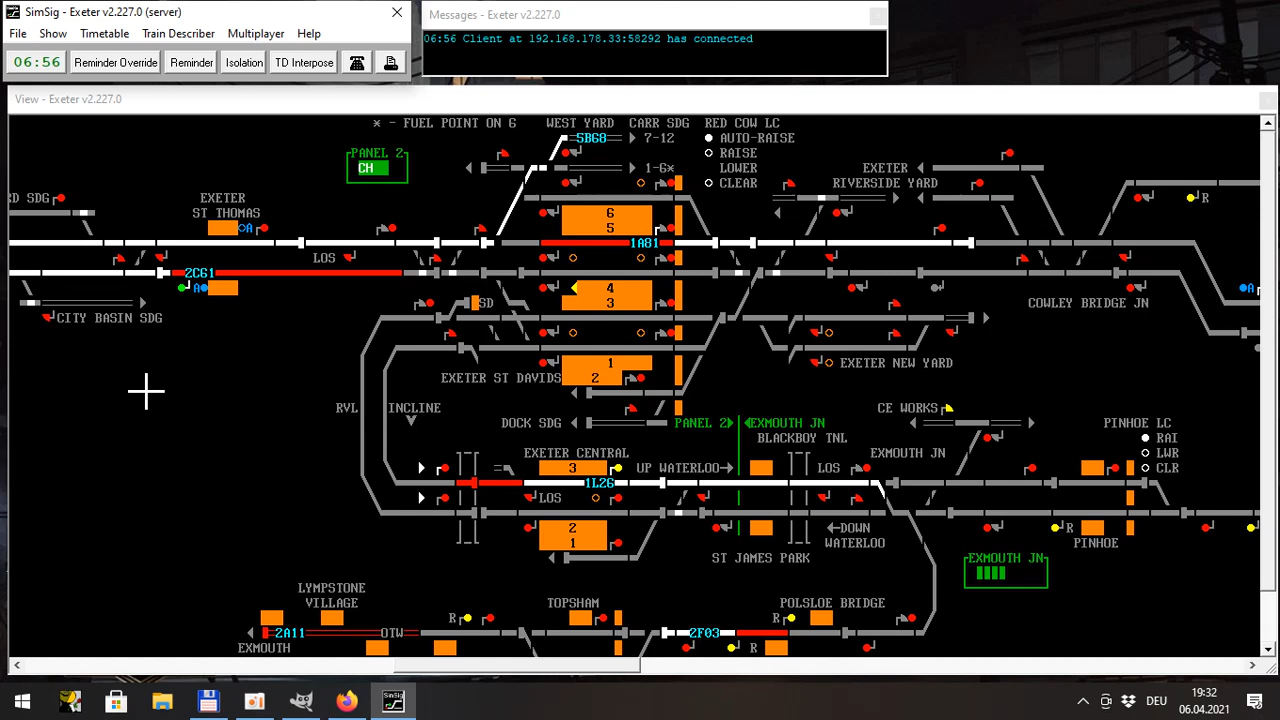 SimSig - Exeter v2.227.0 (server)
File Show Timetable Train Describer Multiplayer Help
06:56 Reminder Override Reminder Isolation TD Interpose
Messages - Exeter v2.227.0
06:56 Client at 192.168.178.33:58292 has connected
View - Exeter v2.227.0
* - FUEL POINT ON 6 WEST YARD CARR SDG RED COW LC
5B68 7-12 AUTO-RAISE
PANEL 2 RAISE
CH 1-6* LOWER EXETER
CLEAR RIVERSIDE YARD
RD SDG EXETER R
ST THOMAS 6
A 5
1A81
LOS
2C61
A 4 A
SD 3 COWLEY BRIDGE JN
CITY BASIN SDG
1 EXETER NEW YARD
EXETER ST DAVIDS 2
RVL INCLINE CE WORKS
DOCK SDG PANEL 2 EXMOUTH JN PINHOE LC
BLACKBOY TNL RAI
EXETER CENTRAL EXMOUTH JN LWR
3 UP WATERLOO LOS CLR
1L26
LOS
2 DOWN R
1 WATERLOO PINHOE
ST JAMES PARK EXMOUTH JN
LYMPSTONE
VILLAGE TOPSHAM POLSLOE BRIDGE
R R
2A11 OTW 2F03
EXMOUTH R
DEU 19:32
06.04.2021